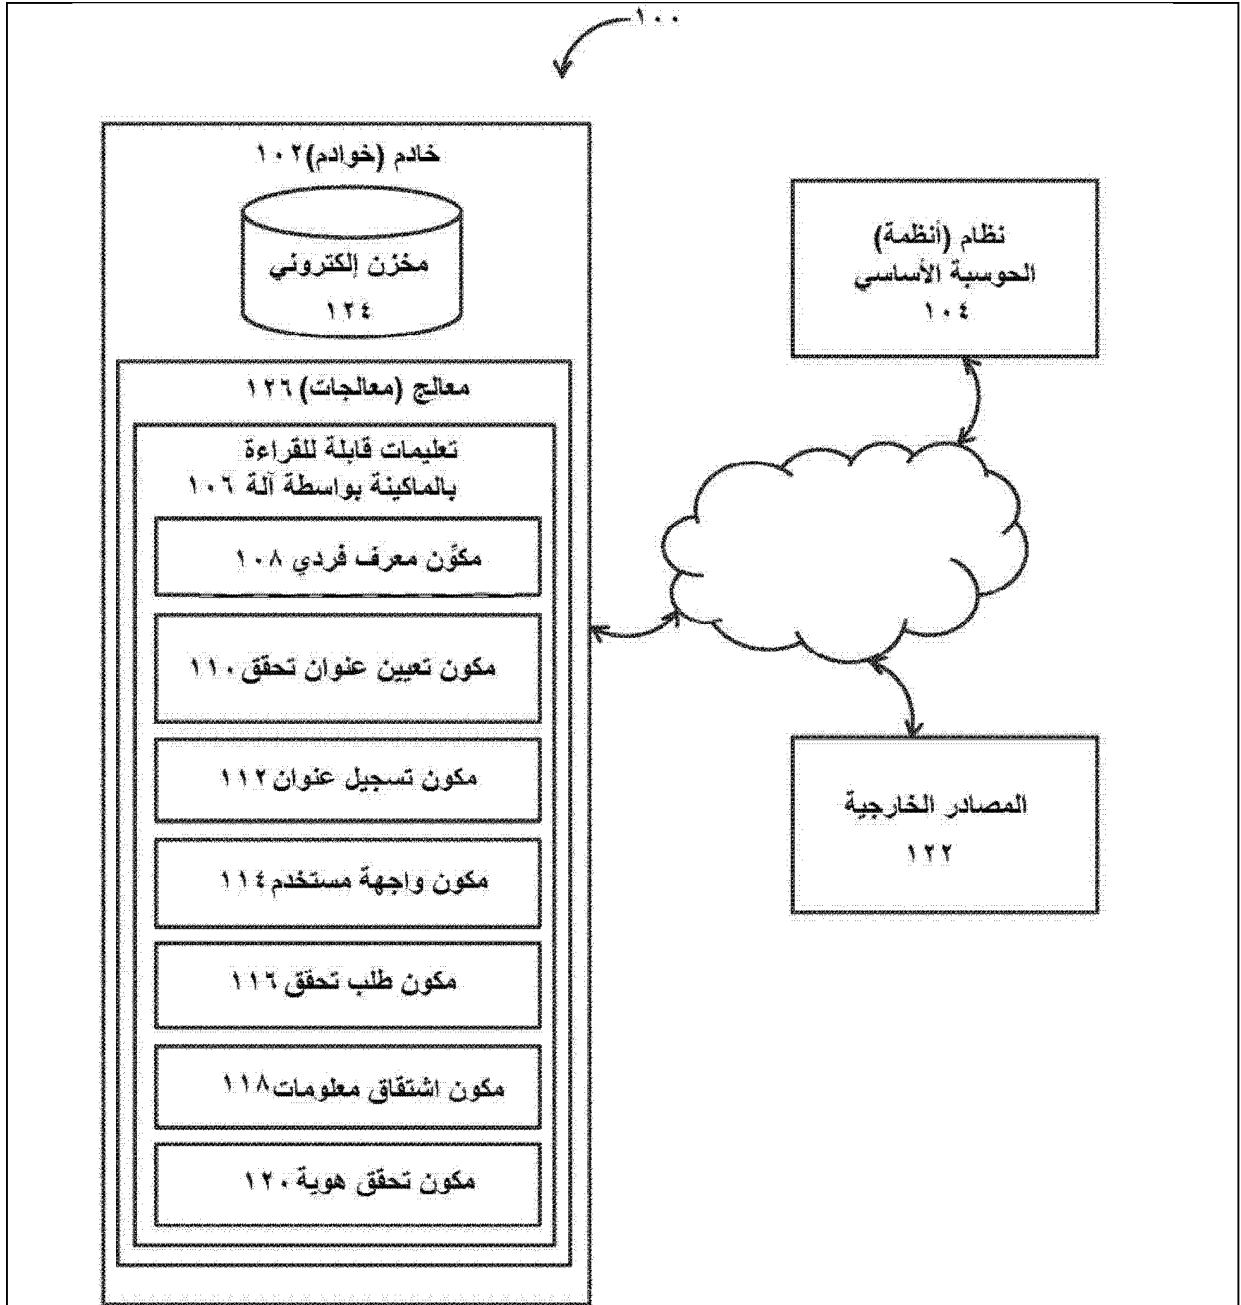 ١٠٠
خادم (خوادم)١٠٢
مخزن إلكتروني
١٢٤
معالج (معالجات) ١٢٦
تعليمات قابلة للقراءة
بالماكينة بواسطة آلة ١٠٦
مكوِّن معرف فردي ١٠٨
مكون تعيين عنوان تحقق ١١٠
مكون تسجيل عنوان ١١٢
مكون واجهة مستخدم ١١٤
مكون طلب تحقق ١١٦
مكون اشتقاق معلومات ١١٨
مكون تحقق هوية ١٢٠
نظام (أنظمة)
الحوسبة الأساسي
١٠٤
المصادر الخارجية
١٢٢